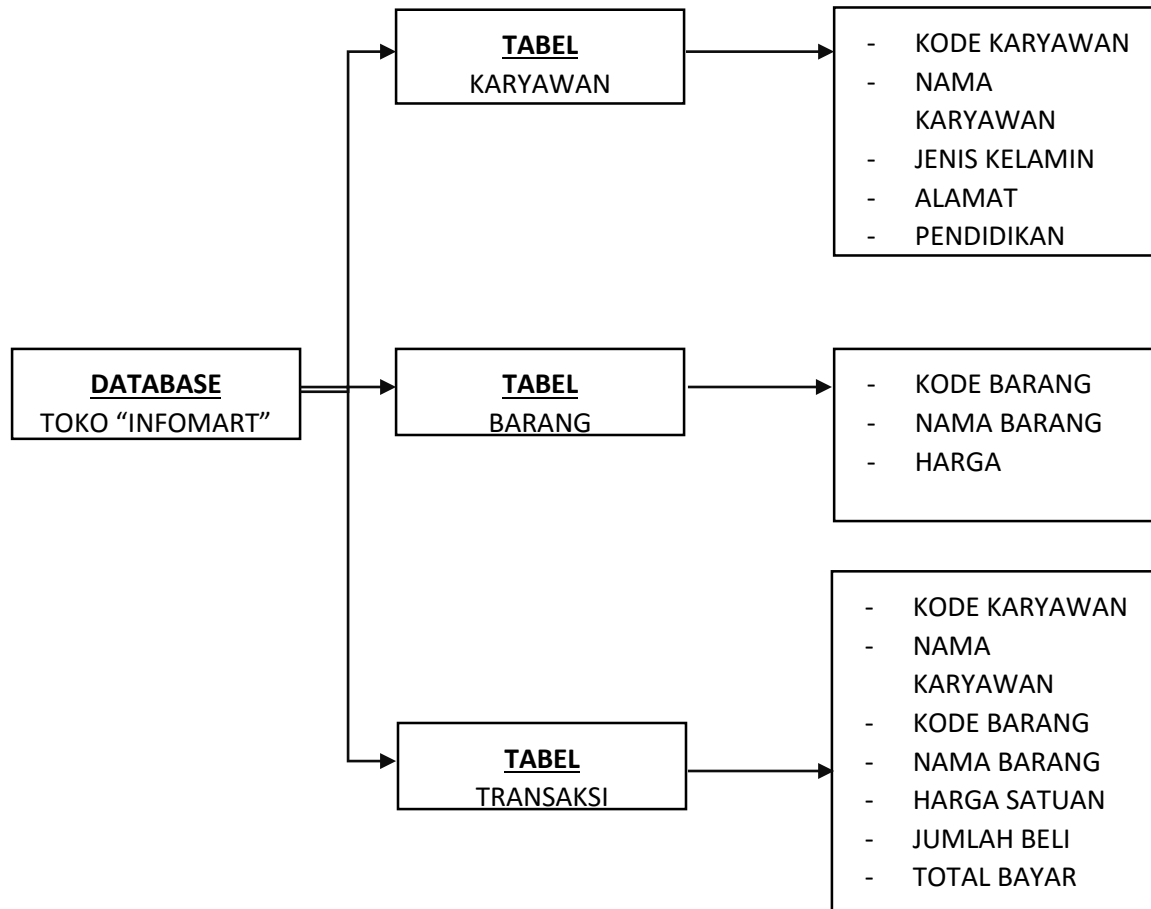 TABEL
KARYAWAN
- KODE KARYAWAN
- NAMA
KARYAWAN
- JENIS KELAMIN
- ALAMAT
- PENDIDIKAN
DATABASE
TOKO “INFOMART”
TABEL
BARANG
- KODE BARANG
- NAMA BARANG
- HARGA
TABEL
TRANSAKSI
- KODE KARYAWAN
- NAMA
KARYAWAN
- KODE BARANG
- NAMA BARANG
- HARGA SATUAN
- JUMLAH BELI
- TOTAL BAYAR